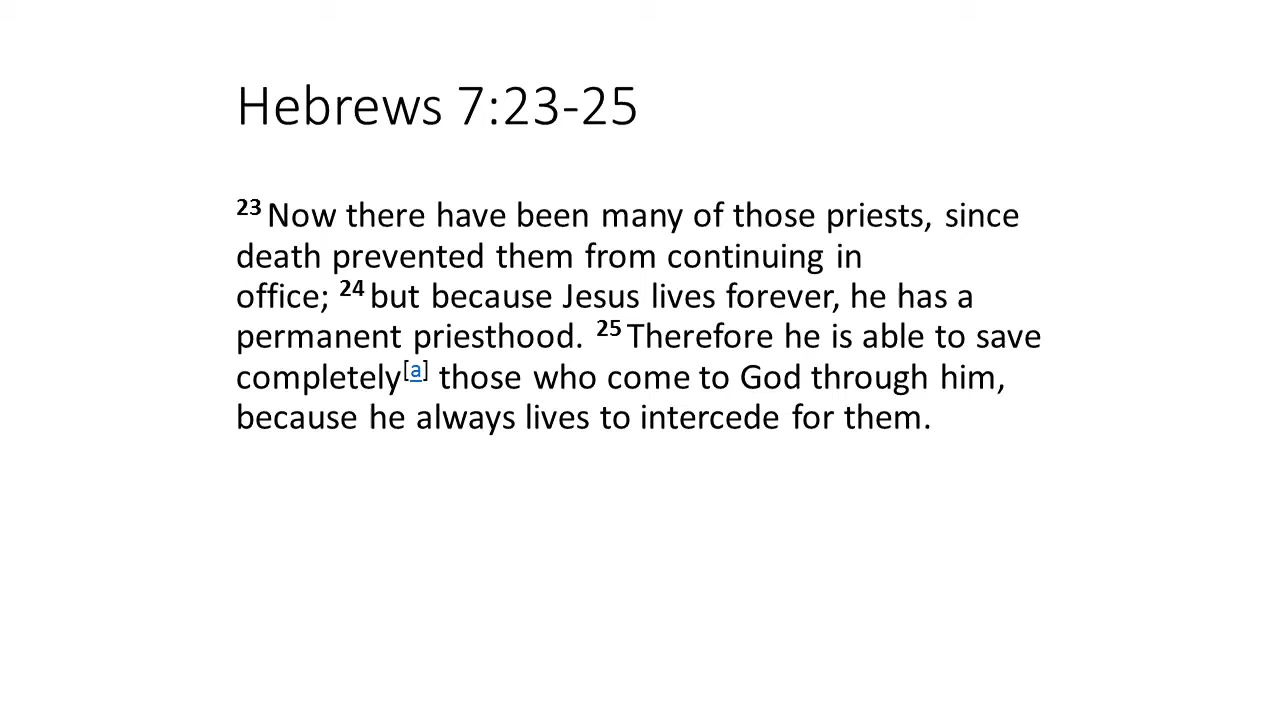 Hebrews 7:23-25
23 Now there have been many of those priests, since
death prevented them from continuing in
office; 24 but because Jesus lives forever, he has a
permanent priesthood. 25 Therefore he is able to save
completely[a] those who come to God through him,
because he always lives to intercede for them.